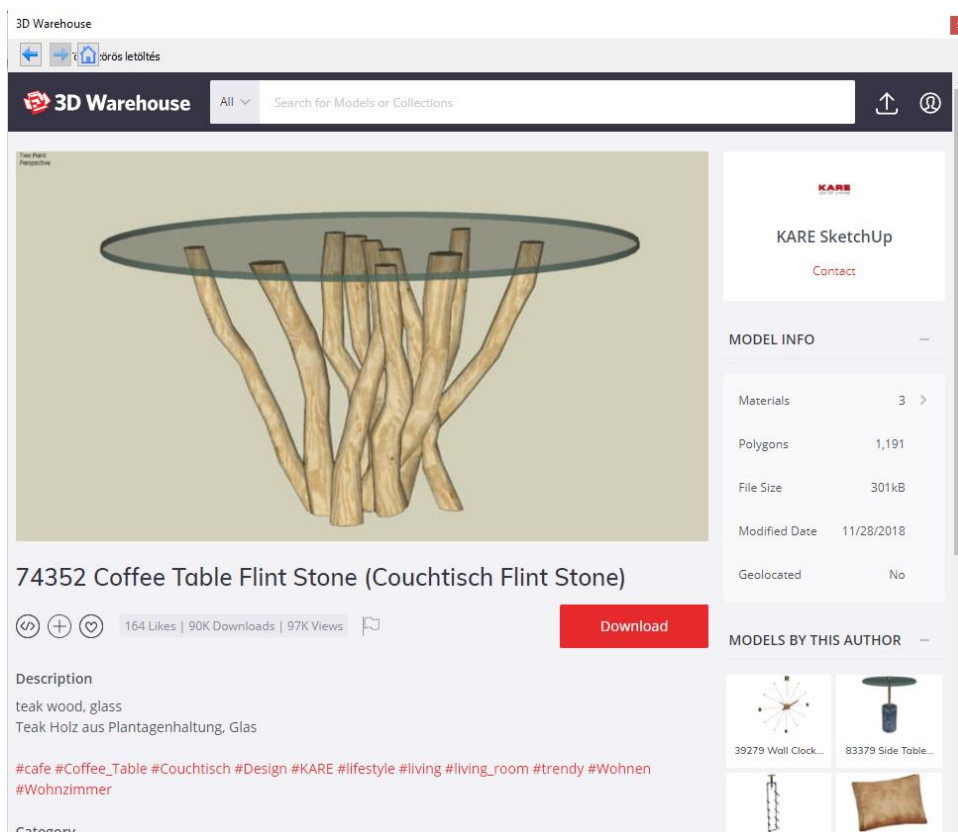 3D Warehouse
örös letöltés
3D Warehouse
All
Search for Models or Collections
Two Point
Perspective
KARE
KARE SketchUp
Contact
MODEL INFO
Materials 3
Polygons 1,191
File Size 301kB
Modified Date 11/28/2018
Geolocated No
74352 Coffee Table Flint Stone (Couchtisch Flint Stone)
164 Likes | 90K Downloads | 97K Views
Download
Description
teak wood, glass
Teak Holz aus Plantagenhaltung, Glas
#cafe #Coffee_Table #Couchtisch #Design #KARE #lifestyle #living #living_room #trendy #Wohnen
#Wohnzimmer
Category
MODELS BY THIS AUTHOR
39279 Wall Clock...
83379 Side Table...